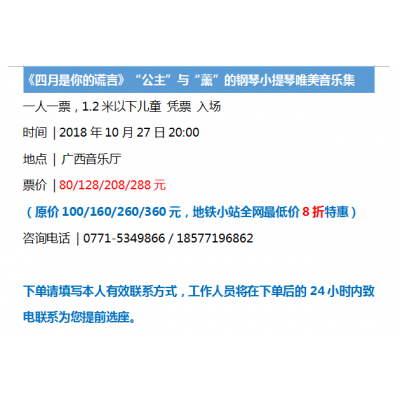 《四月是你的谎言》“公主”与“薰”的钢琴小提琴唯美音乐集
一人一票，1.2 米以下儿童 凭票 入场
时间 | 2018 年 10 月 27 日 20:00
地点 | 广西音乐厅
票价 | 80/128/208/288 元
（原价 100/160/260/360 元，地铁小站全网最低价 8 折特惠）
咨询电话 | 0771-5349866 / 18577196862
下单请填写本人有效联系方式，工作人员将在下单后的 24 小时内致
电联系为您提前选座。